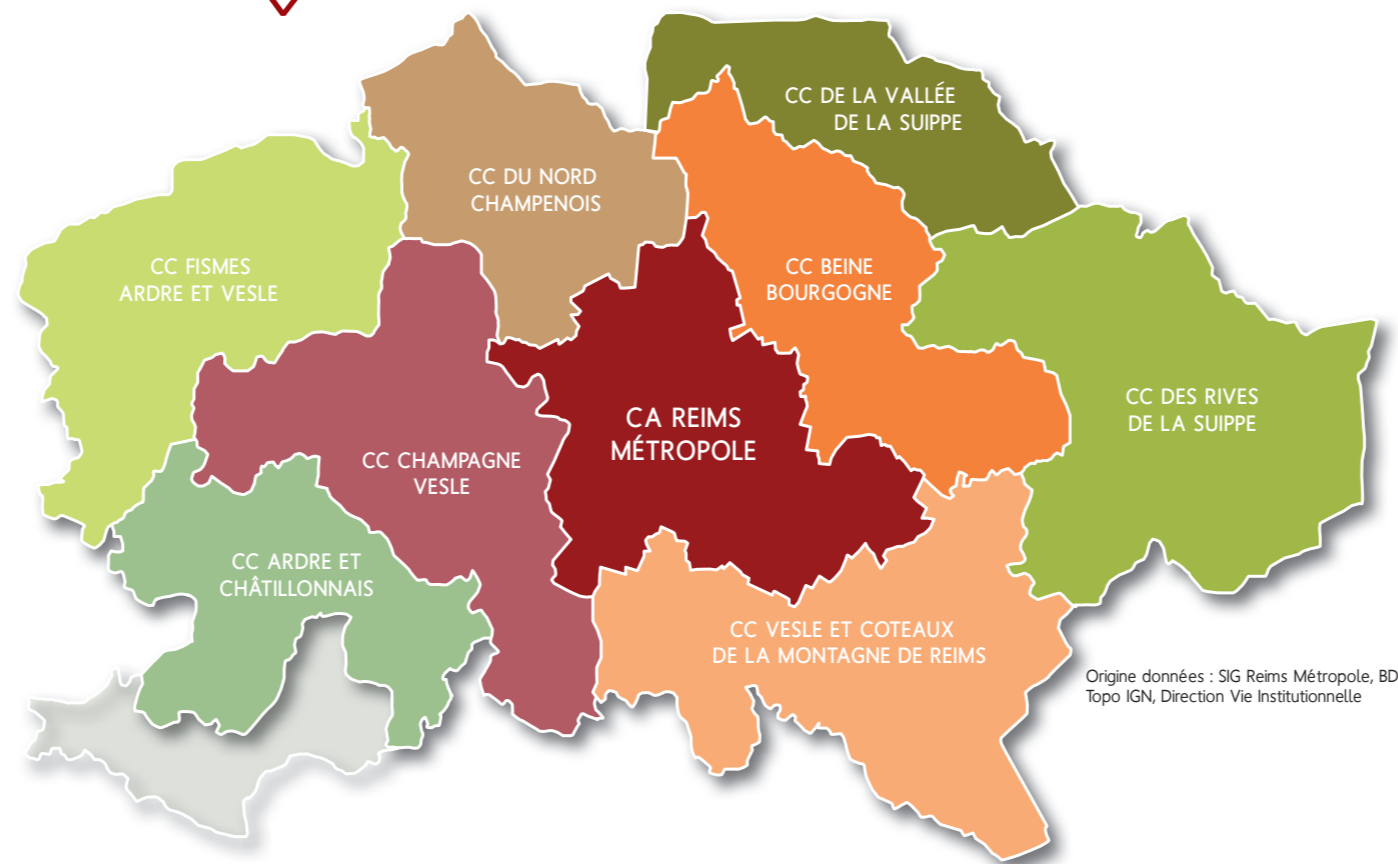 CC DE LA VALLÉE
DE LA SUIPPE
CC DU NORD
CHAMPENOIS
CC FISMES
ARDRE ET VESLE
CC BEINE
BOURGOGNE
CC DES RIVES
DE LA SUIPPE
CA REIMS
MÉTROPOLE
CC CHAMPAGNE
VESLE
CC ARDRE ET
CHÂTILLONNAIS
CC VESLE ET COTEAUX
DE LA MONTAGNE DE REIMS
Origine données : SIG Reims Métropole, BD
Topo IGN, Direction Vie Institutionnelle